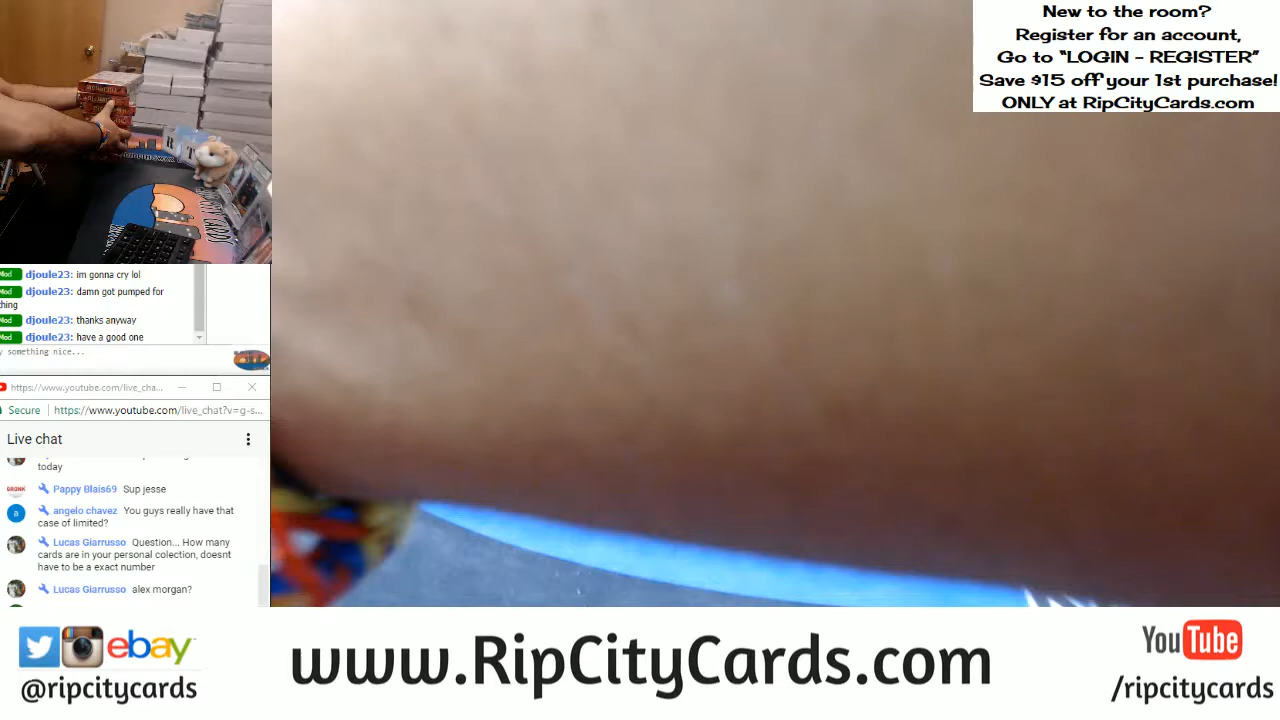 New to the room?
Register for an account,
Go to “LOGIN - REGISTER”
Save $15 off your 1st purchase!
ONLY at RipCityCards.com
Mod djoule23: im gonna cry lol
Mod djoule23: damn got pumped for
thing
Mod djoule23: thanks anyway
Mod djoule23: have a good one
y something nice...
https://www.youtube.com/live_cha...
Secure https://www.youtube.com/live_chat?v=g-s...
Live chat
today
Pappy Blais69 Sup jesse
angelo chavez You guys really have that
case of limited?
Lucas Giarrusso Question... How many
cards are in your personal colection, doesnt
have to be a exact number
Lucas Giarrusso alex morgan?
ebay
@ripcitycards
www.RipCityCards.com
YouTube
/ripcitycards